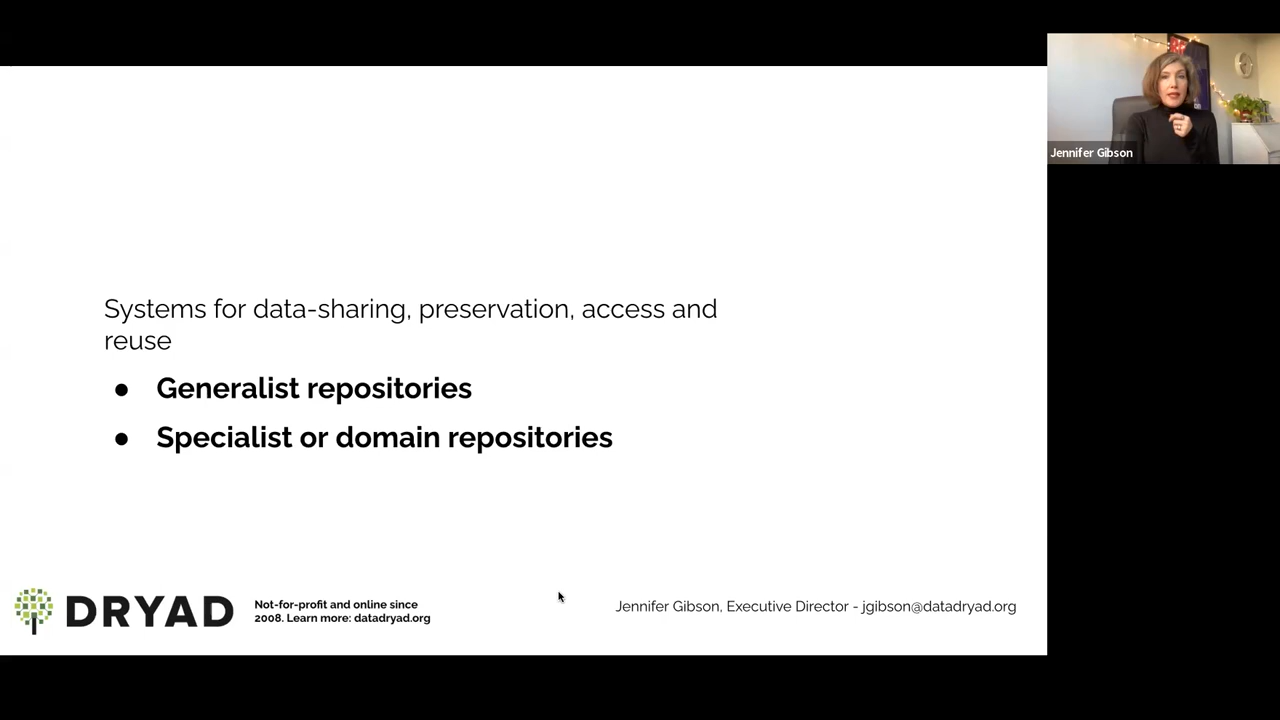 Systems for data-sharing, preservation, access and
reuse
● Generalist repositories
● Specialist or domain repositories
DRYAD
Not-for-profit and online since
2008. Learn more: datadryad.org
Jennifer Gibson, Executive Director - jgibson@datadryad.org
Jennifer Gibson